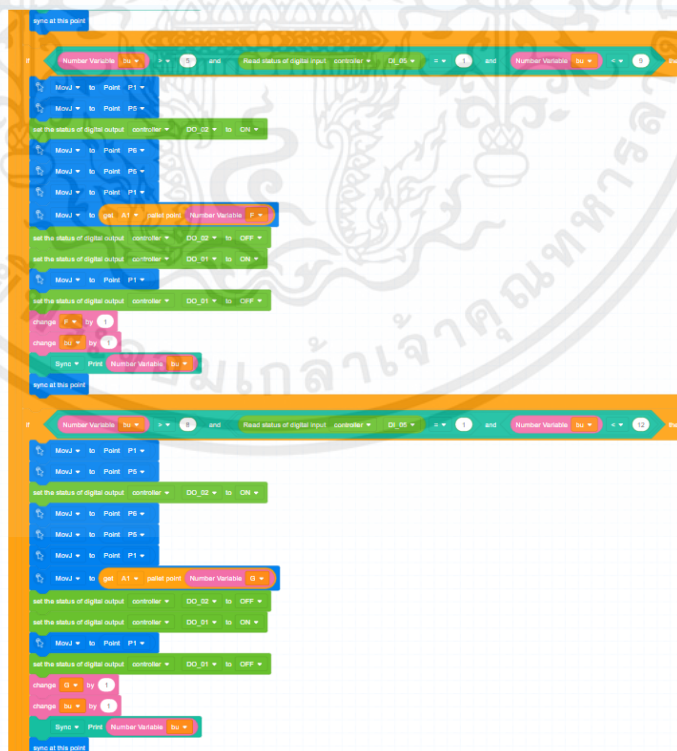 sync at this point
if Number Variable bu > 5 and Read status of digital input controller DI_05 = 1 and Number Variable bu < 9 the
MovJ to Point P1
MovJ to Point P5
set the status of digital output controller DO_02 to ON
MovJ to Point P6
MovJ to Point P5
MovJ to Point P1
MovJ to get A1 pallet point Number Variable F
set the status of digital output controller DO_02 to OFF
set the status of digital output controller DO_01 to ON
MovJ to Point P1
set the status of digital output controller DO_01 to OFF
change F by 1
change bu by 1
Sync Print Number Variable bu
sync at this point
if Number Variable bu > 8 and Read status of digital input controller DI_05 = 1 and Number Variable bu < 12 the
MovJ to Point P1
MovJ to Point P5
set the status of digital output controller DO_02 to ON
MovJ to Point P6
MovJ to Point P5
MovJ to Point P1
MovJ to get A1 pallet point Number Variable G
set the status of digital output controller DO_02 to OFF
set the status of digital output controller DO_01 to ON
MovJ to Point P1
set the status of digital output controller DO_01 to OFF
change G by 1
change bu by 1
Sync Print Number Variable bu
sync at this point